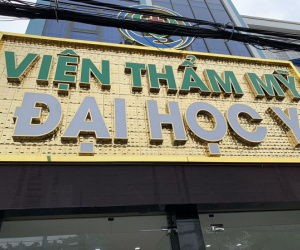 VIỆN THẨM MỸ
ĐẠI HỌC Y